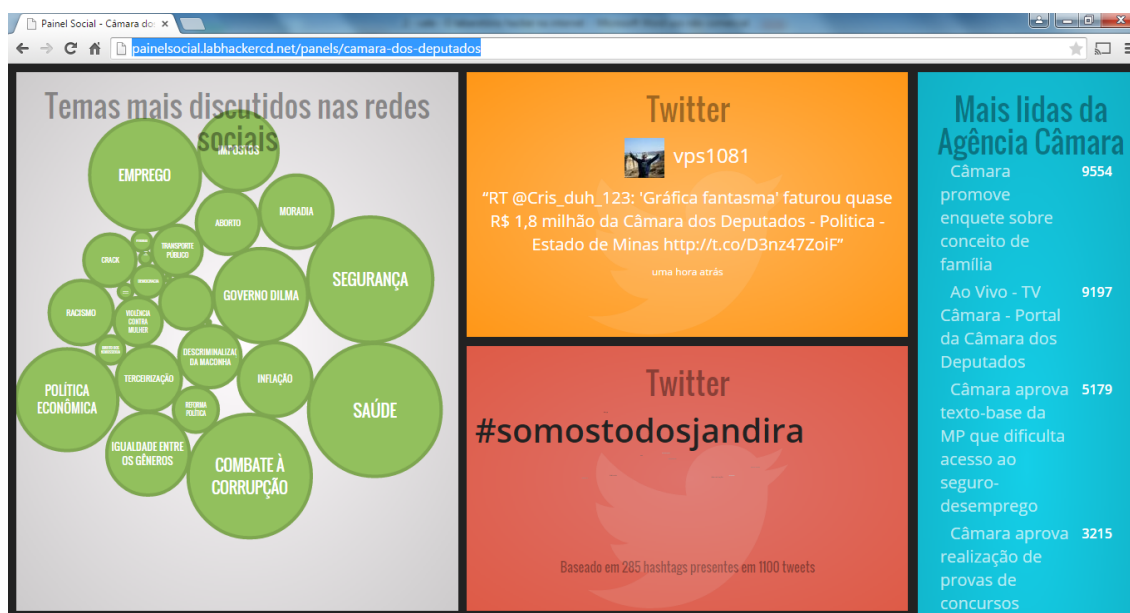 Painel Social - Câmara do
painelsocial.labhackercd.net/panels/camara-dos-deputados
Temas mais discutidos nas redes
sociais
IMPOSTOS
EMPREGO
MORADIA
ABORTO
TRANSPORTE
PÚBLICO
CRACK
SEGURANÇA
GOVERNO DILMA
RACISMO
VIOLÊNCIA
CONTRA
MULHER
DESCRIMINALIZAÇ
DA MACONHA
TERCEIRIZAÇÃO
INFLAÇÃO
POLÍTICA
ECONÔMICA
REFORMA
POLÍTICA
SAÚDE
IGUALDADE ENTRE
OS GÊNEROS
COMBATE À
CORRUPÇÃO
Twitter
vps1081
“RT @Cris_duh_123: 'Gráfica fantasma' faturou quase
R$ 1,8 milhão da Câmara dos Deputados - Politica -
Estado de Minas http://t.co/D3nz47ZoiF”
uma hora atrás
Twitter
#somostodosjandira
Baseado em 285 hashtags presentes em 1100 tweets
Mais lidas da
Agência Câmara
Câmara 9554
promove
enquete sobre
conceito de
família
Ao Vivo - TV 9197
Câmara - Portal
da Câmara dos
Deputados
Câmara aprova 5179
texto-base da
MP que dificulta
acesso ao
seguro-
desemprego
Câmara aprova 3215
realização de
provas de
concursos